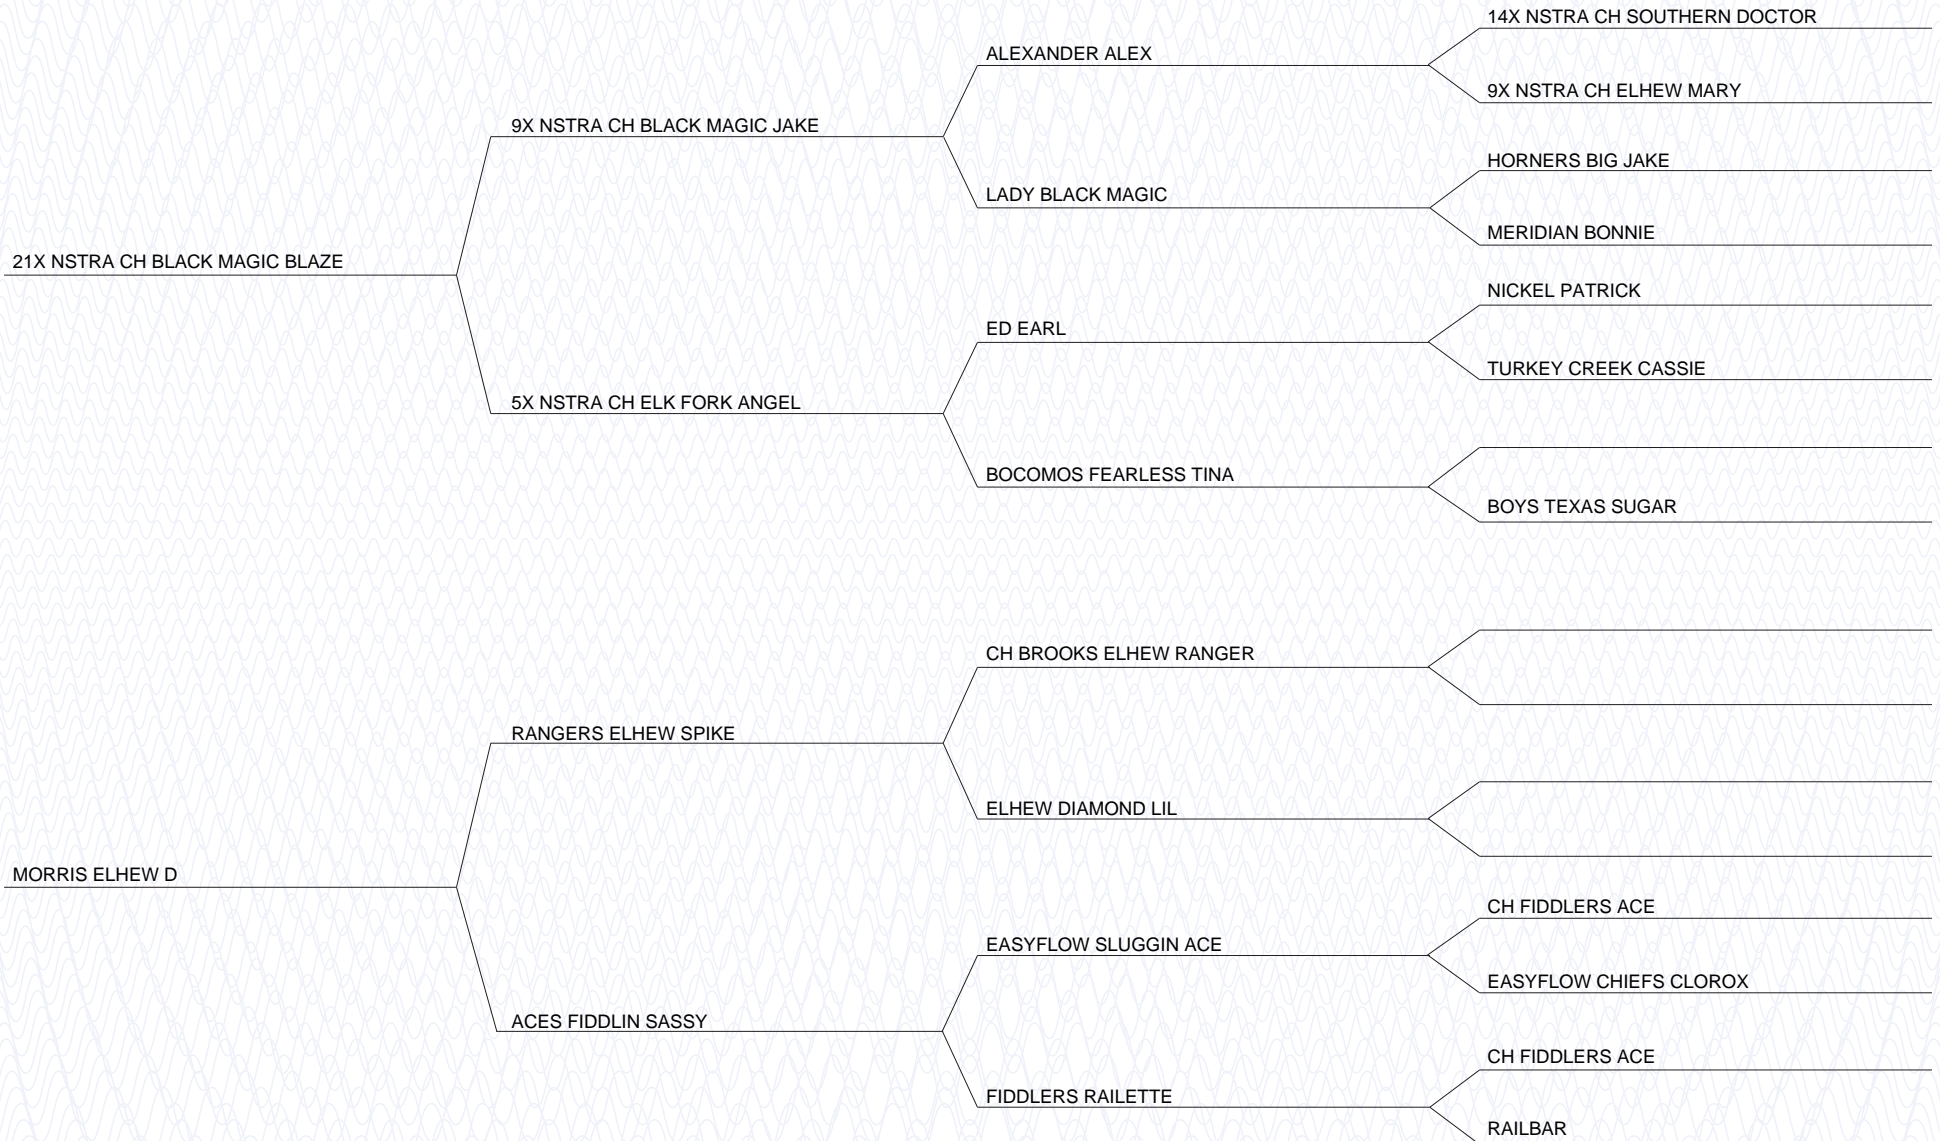 14X NSTRA CH SOUTHERN DOCTOR
ALEXANDER ALEX
9X NSTRA CH ELHEW MARY
9X NSTRA CH BLACK MAGIC JAKE
HORNERS BIG JAKE
LADY BLACK MAGIC
MERIDIAN BONNIE
21X NSTRA CH BLACK MAGIC BLAZE
NICKEL PATRICK
ED EARL
TURKEY CREEK CASSIE
5X NSTRA CH ELK FORK ANGEL
BOCOMOS FEARLESS TINA
BOYS TEXAS SUGAR
CH BROOKS ELHEW RANGER
RANGERS ELHEW SPIKE
ELHEW DIAMOND LIL
MORRIS ELHEW D
CH FIDDLERS ACE
EASYFLOW SLUGGIN ACE
EASYFLOW CHIEFS CLOROX
ACES FIDDLIN SASSY
CH FIDDLERS ACE
FIDDLERS RAILETTE
RAILBAR